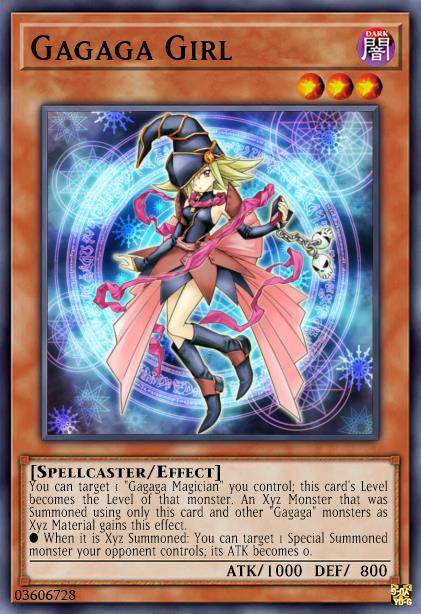 Gagaga Girl
DARK
闇
[Spellcaster/Effect]
You can target 1 "Gagaga Magician" you control; this card's Level
becomes the Level of that monster. An Xyz Monster that was
Summoned using only this card and other "Gagaga" monsters as
Xyz Material gains this effect.
● When it is Xyz Summoned: You can target 1 Special Summoned
monster your opponent controls; its ATK becomes 0.
ATK/1000 DEF/ 800
03606728